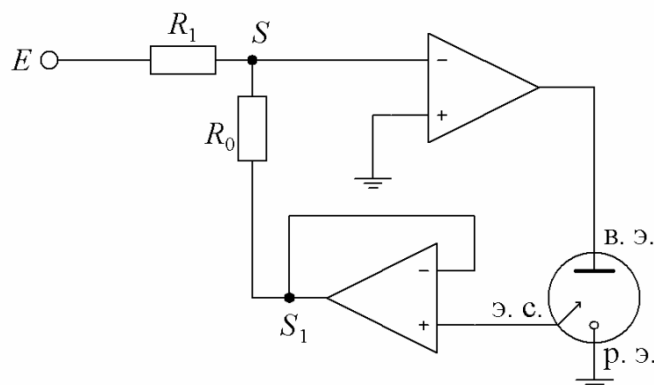 R₁
S
E
−
+
R₀
в. э.
−
+
э. с.
S₁
р. э.